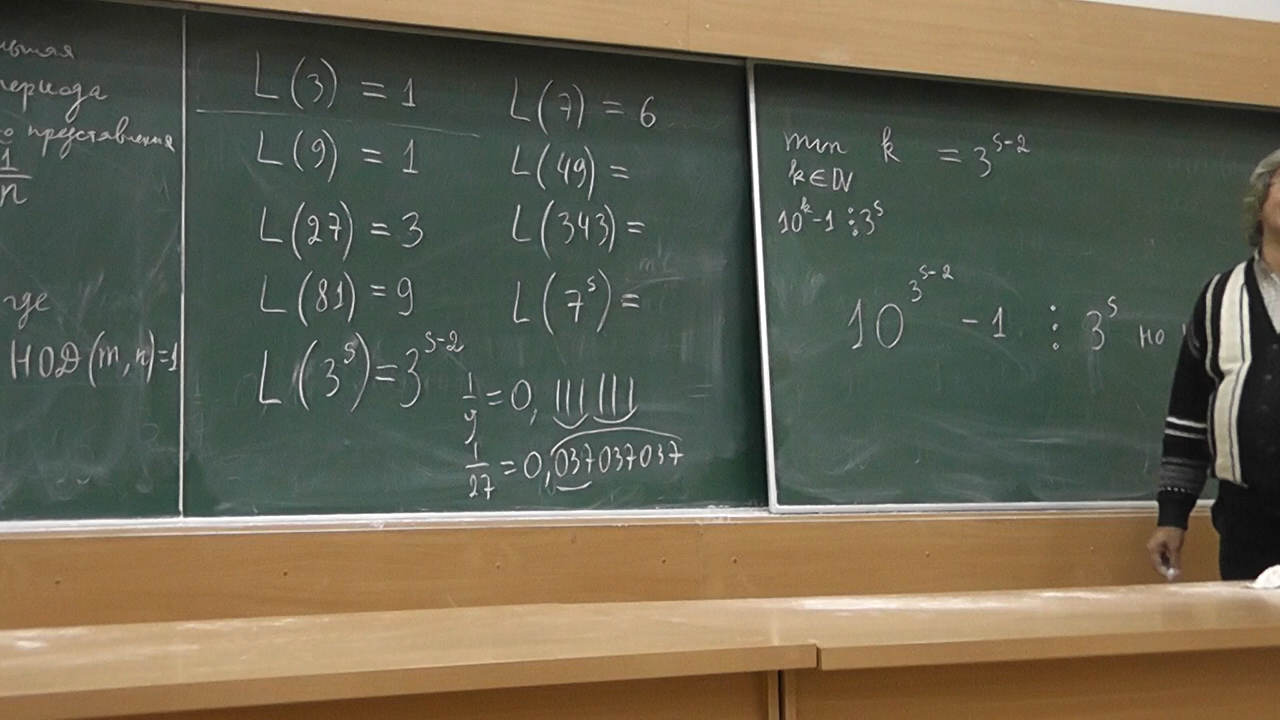 периода
представления
1
n
где
НОД(m,n)=1
L(3) = 1
L(9) = 1
L(27) = 3
L(81) = 9
L(3^s)=3^{s-2}
L(7) = 6
L(49) =
L(343) =
L(7^s) =
1/9 = 0, 111 111
1/27 = 0,037037037
min k = 3^{s-2}
k∈ℕ
10^k-1 ⋮ 3^s
10^{3^{s-2}} - 1 ⋮ 3^s но